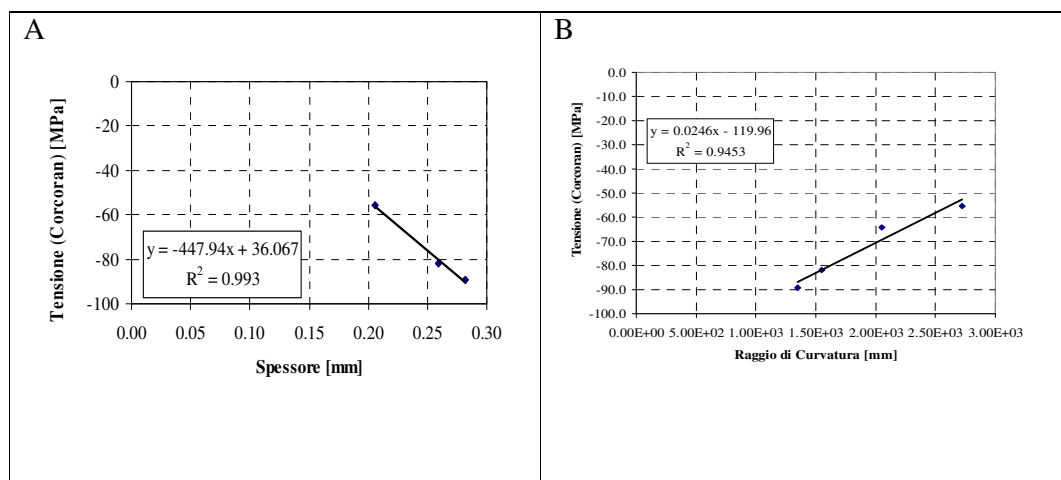 A
Tensione (Corcoran) [MPa]
0
-20
-40
-60
-80
-100
y = -447.94x + 36.067
R² = 0.993
0.00 0.05 0.10 0.15 0.20 0.25 0.30
Spessore [mm]
B
Tensione (Corcoran) [MPa]
0.0
-10.0
-20.0
-30.0
-40.0
-50.0
-60.0
-70.0
-80.0
-90.0
-100.0
y = 0.0246x - 119.96
R² = 0.9453
0.00E+00 5.00E+02 1.00E+03 1.50E+03 2.00E+03 2.50E+03 3.00E+03
Raggio di Curvatura [mm]